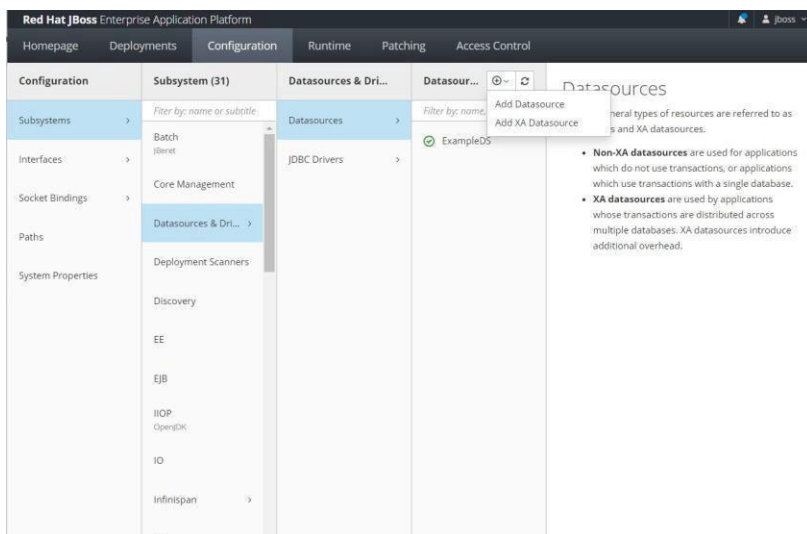 Red Hat JBoss Enterprise Application Platform
jboss
Homepage Deployments Configuration Runtime Patching Access Control
Configuration
Subsystems
Interfaces
Socket Bindings
Paths
System Properties
Subsystem (31)
Filter by: name or subtitle
Batch
JBeret
Core Management
Datasources & Dri...
Deployment Scanners
Discovery
EE
EJB
IIOP
OpenJDK
IO
Infinispan
Datasources & Dri...
Datasources
JDBC Drivers
Datasour...
Filter by: name,
ExampleDS
Add Datasource
Add XA Datasource
Datasources
neral types of resources are referred to as
s and XA datasources.
• Non-XA datasources are used for applications
which do not use transactions, or applications
which use transactions with a single database.
• XA datasources are used by applications
whose transactions are distributed across
multiple databases. XA datasources introduce
additional overhead.